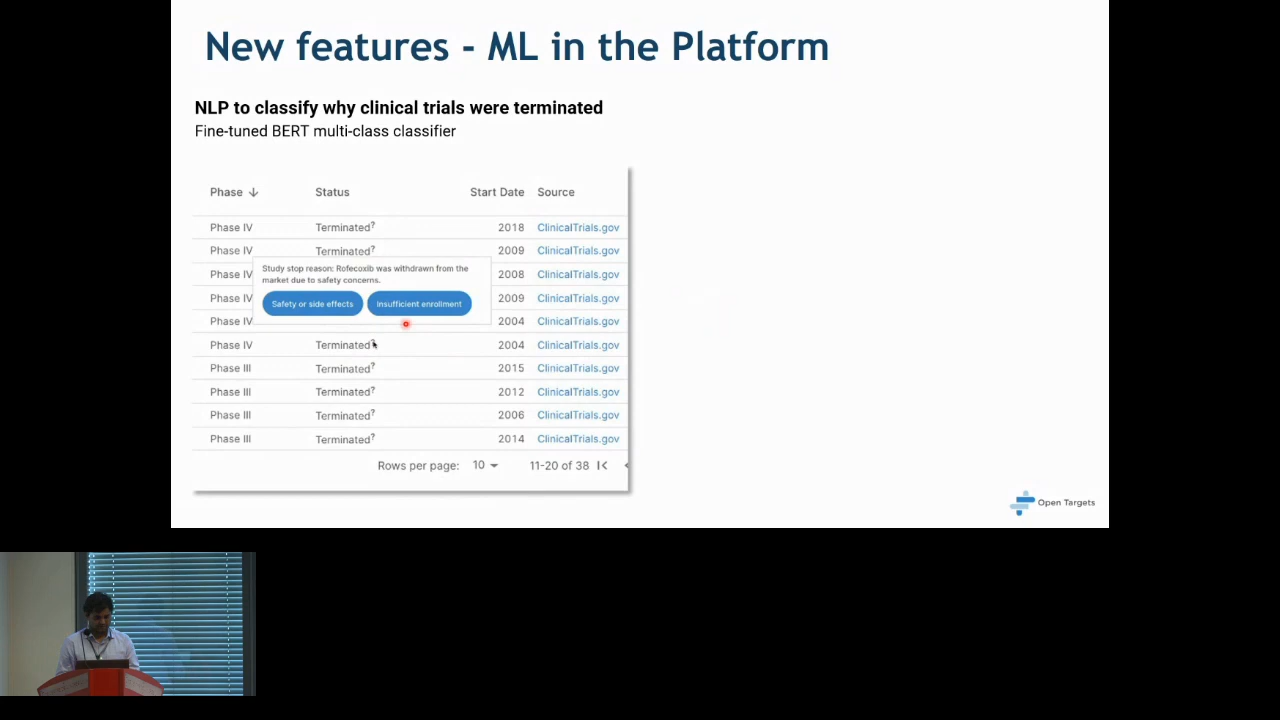 New features - ML in the Platform
NLP to classify why clinical trials were terminated
Fine-tuned BERT multi-class classifier
Phase Status Start Date Source
Phase IV Terminated? 2018 ClinicalTrials.gov
Phase IV Terminated? 2009 ClinicalTrials.gov
Study stop reason: Rofecoxib was withdrawn from the
market due to safety concerns.
Phase IV 2008 ClinicalTrials.gov
Safety or side effects Insufficient enrollment
Phase IV 2009 ClinicalTrials.gov
Phase IV 2004 ClinicalTrials.gov
Phase IV Terminated? 2004 ClinicalTrials.gov
Phase III Terminated? 2015 ClinicalTrials.gov
Phase III Terminated? 2012 ClinicalTrials.gov
Phase III Terminated? 2006 ClinicalTrials.gov
Phase III Terminated? 2014 ClinicalTrials.gov
Rows per page: 10 11-20 of 38
Open Targets